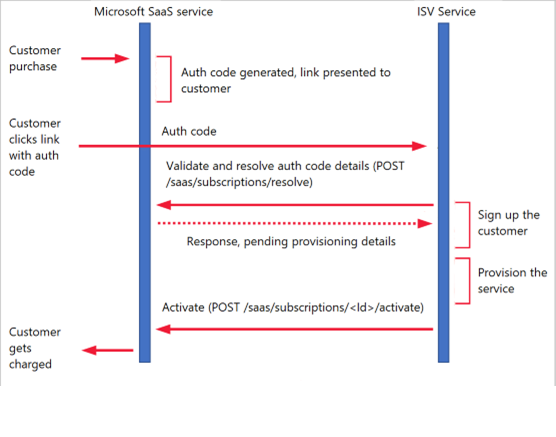 Microsoft SaaS service
ISV Service
Customer
purchase
Auth code generated, link presented to
customer
Customer
clicks link
with auth
code
Auth code
Validate and resolve auth code details (POST
/saas/subscriptions/resolve)
Sign up the
customer
Response, pending provisioning details
Provision the
service
Activate (POST /saas/subscriptions/<Id>/activate)
Customer
gets
charged